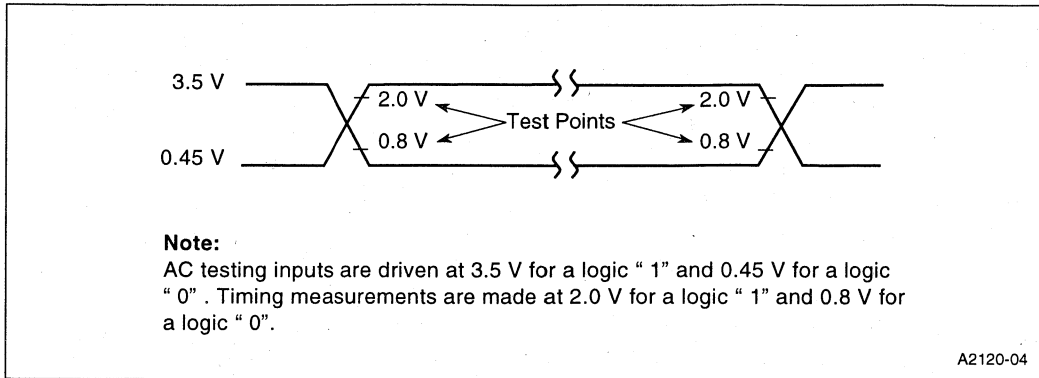 3.5 V
2.0 V
2.0 V
Test Points
0.8 V
0.8 V
0.45 V
Note:
AC testing inputs are driven at 3.5 V for a logic “ 1” and 0.45 V for a logic
“ 0” . Timing measurements are made at 2.0 V for a logic “ 1” and 0.8 V for
a logic “ 0”.
A2120-04